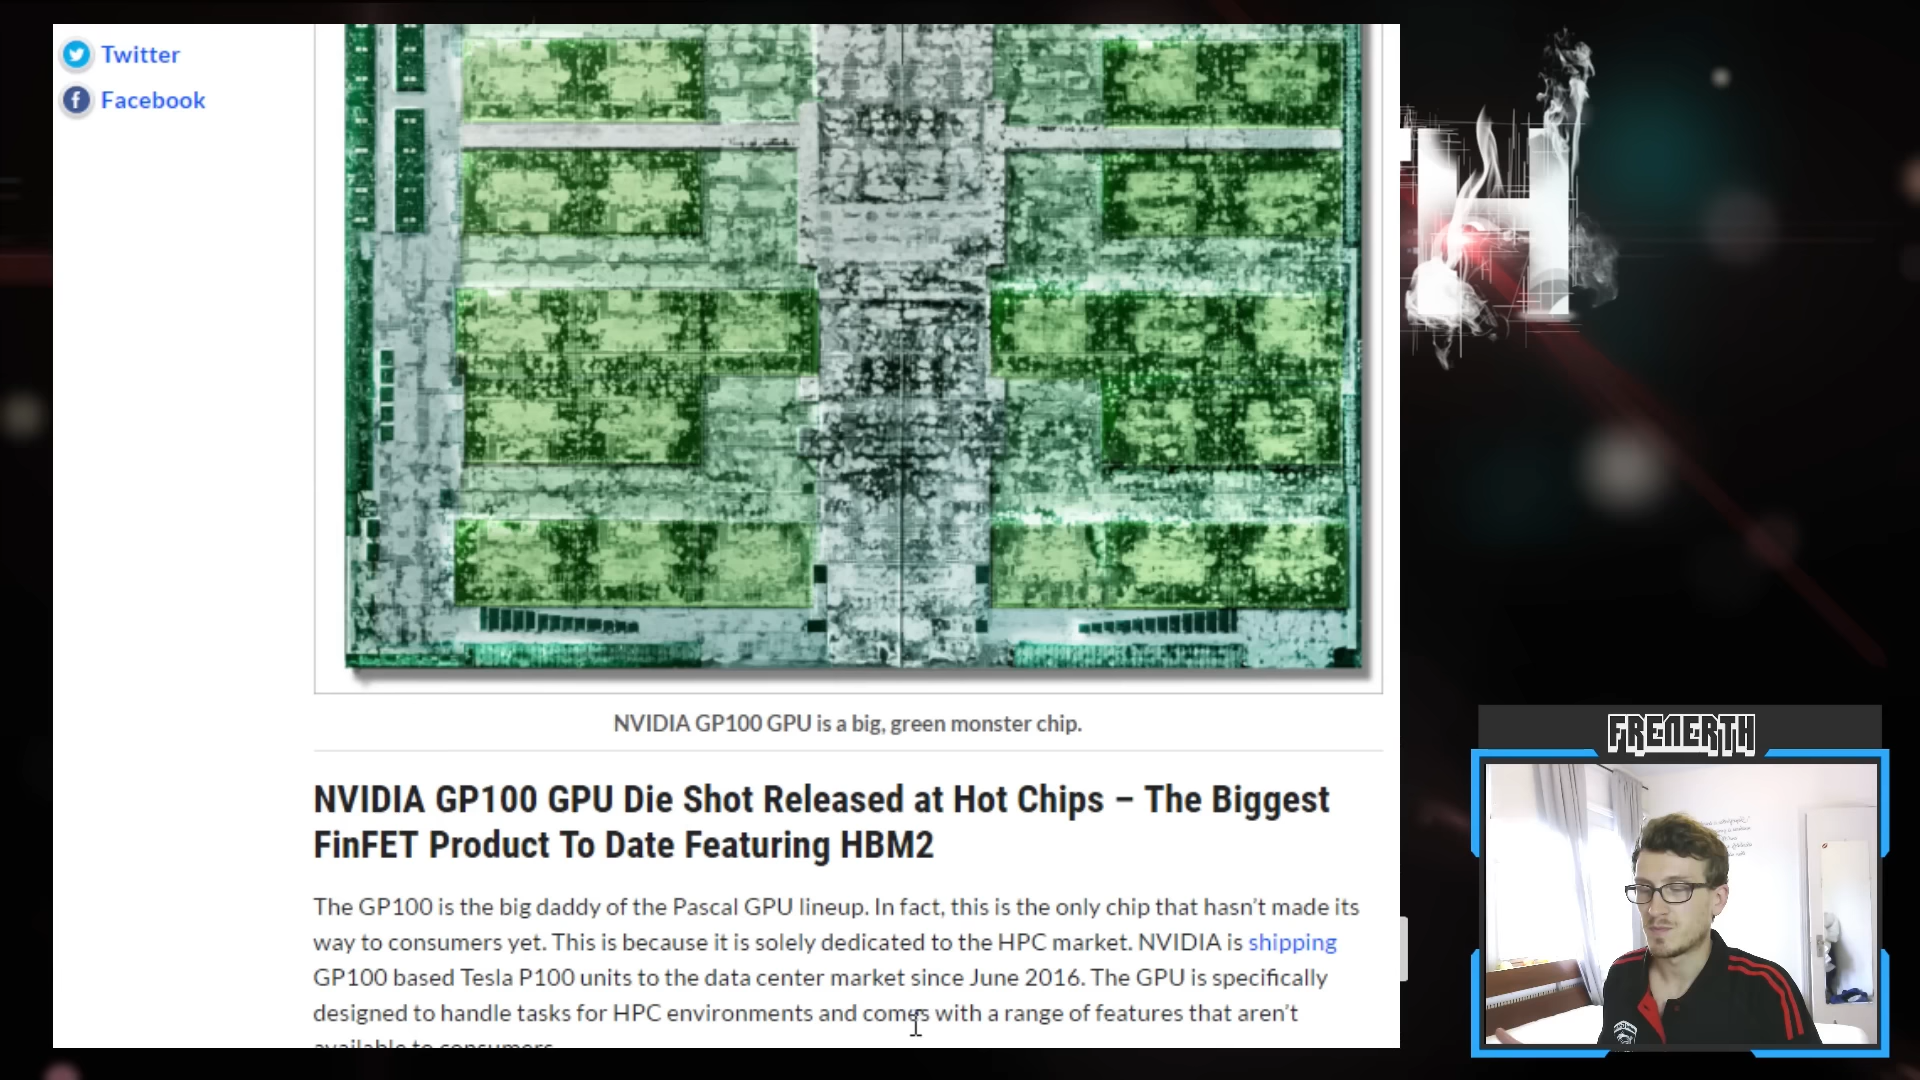 Twitter
Facebook
H
NVIDIA GP100 GPU is a big, green monster chip.
NVIDIA GP100 GPU Die Shot Released at Hot Chips – The Biggest
FinFET Product To Date Featuring HBM2
The GP100 is the big daddy of the Pascal GPU lineup. In fact, this is the only chip that hasn't made its
way to consumers yet. This is because it is solely dedicated to the HPC market. NVIDIA is shipping
GP100 based Tesla P100 units to the data center market since June 2016. The GPU is specifically
designed to handle tasks for HPC environments and comes with a range of features that aren't
available to consumers.
FRENERTH